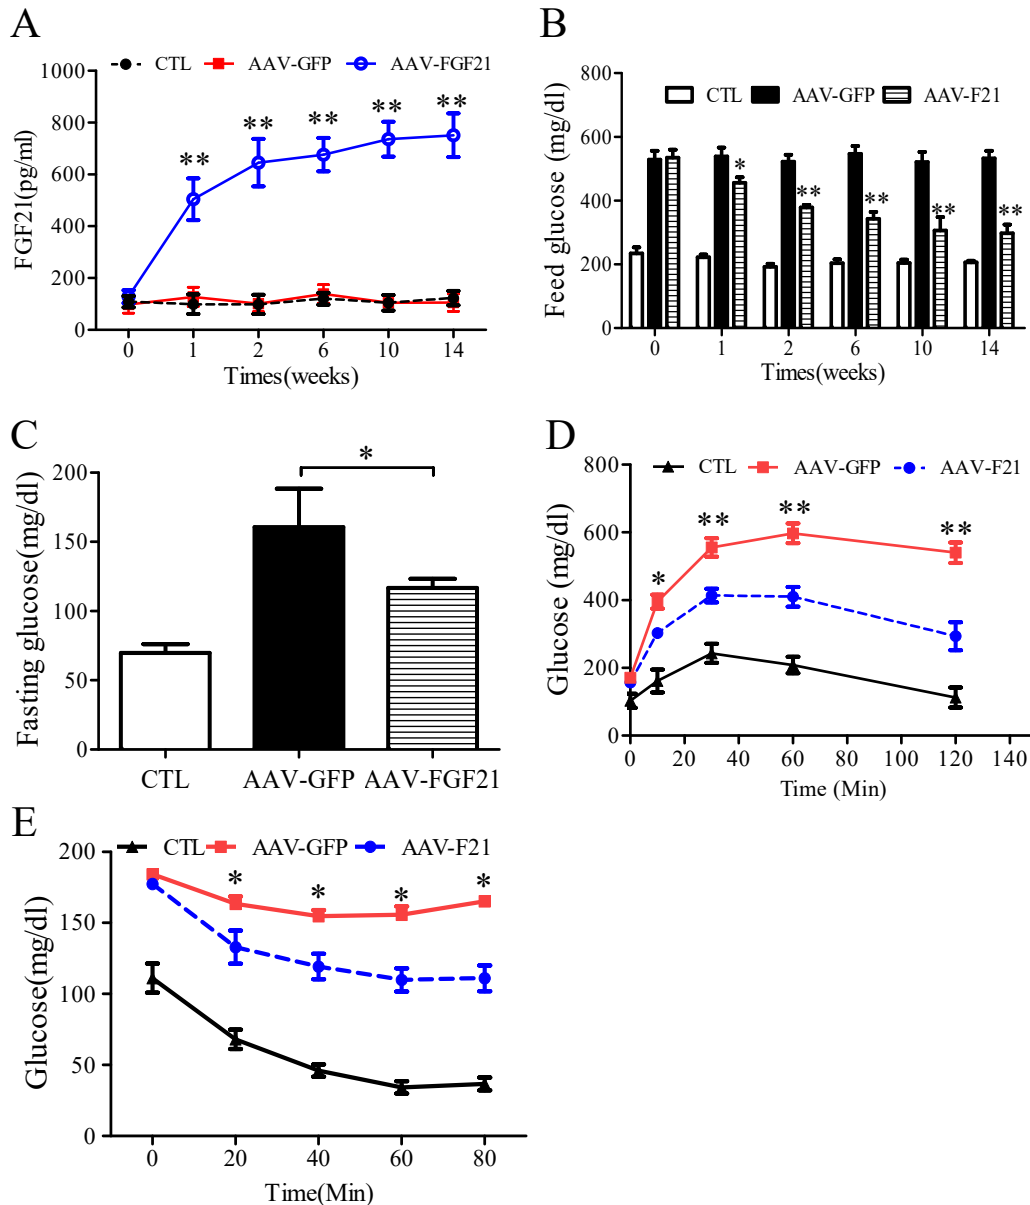 A
CTL AAV-GFP AAV-FGF21
FGF21(pg/ml)
1000
800
600
400
200
0
** ** ** ** **
0 1 2 6 10 14
Times(weeks)
B
CTL AAV-GFP AAV-F21
Feed glucose (mg/dl)
800
600
400
200
0
* ** ** ** **
0 1 2 6 10 14
Times(weeks)
C
Fasting glucose(mg/dl)
200
150
100
50
0
*
CTL AAV-GFP AAV-FGF21
D
CTL AAV-GFP AAV-F21
Glucose (mg/dl)
800
600
400
200
0
* ** ** **
0 20 40 60 80 100 120 140
Time (Min)
E
CTL AAV-GFP AAV-F21
Glucose(mg/dl)
200
150
100
50
0
* * * *
0 20 40 60 80
Time(Min)